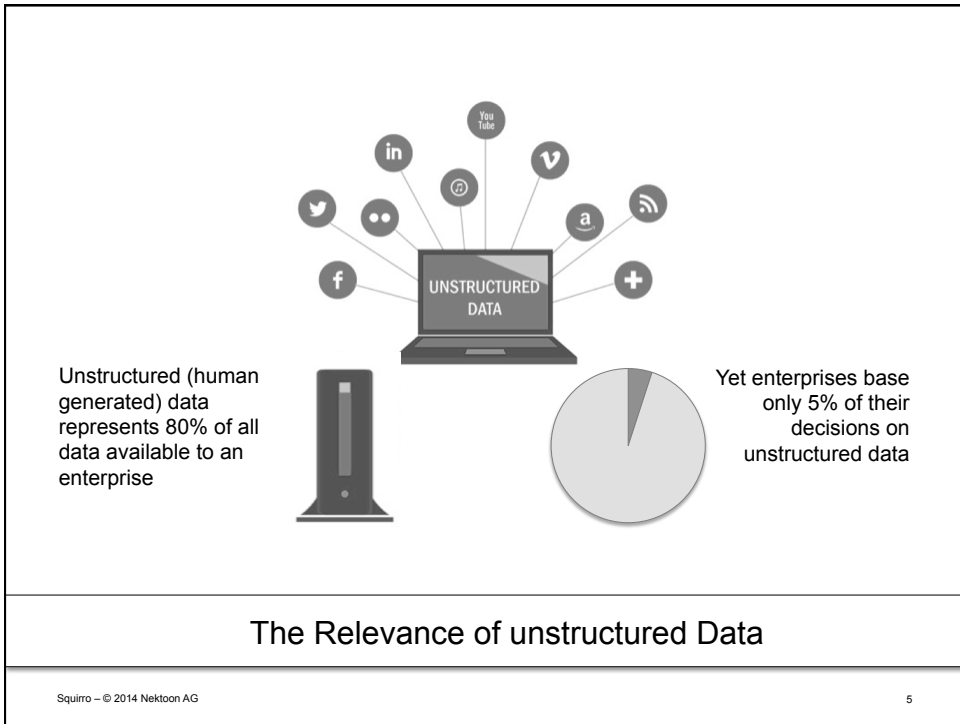 You
Tube
in
a
f
UNSTRUCTURED
DATA
Unstructured (human
generated) data
represents 80% of all
data available to an
enterprise
Yet enterprises base
only 5% of their
decisions on
unstructured data
The Relevance of unstructured Data
Squirro – © 2014 Nektoon AG
5